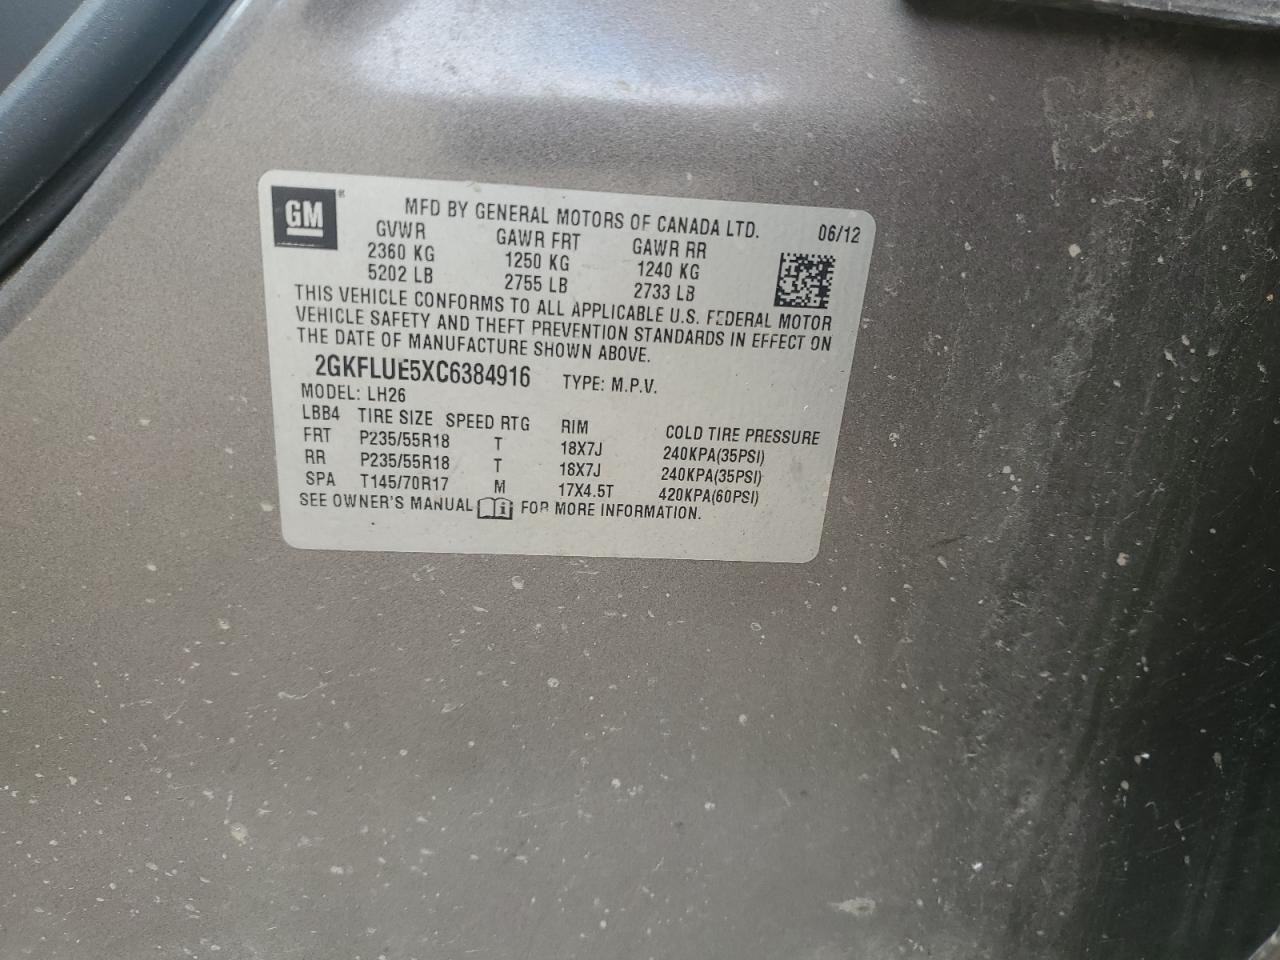 GM ®
MFD BY GENERAL MOTORS OF CANADA LTD. 06/12
GVWR GAWR FRT GAWR RR
2360 KG 1250 KG 1240 KG
5202 LB 2755 LB 2733 LB
THIS VEHICLE CONFORMS TO ALL APPLICABLE U.S. FEDERAL MOTOR
VEHICLE SAFETY AND THEFT PREVENTION STANDARDS IN EFFECT ON
THE DATE OF MANUFACTURE SHOWN ABOVE.
2GKFLUE5XC6384916 TYPE: M.P.V.
MODEL: LH26
LBB4 TIRE SIZE SPEED RTG RIM COLD TIRE PRESSURE
FRT P235/55R18 T 18X7J 240KPA(35PSI)
RR P235/55R18 T 18X7J 240KPA(35PSI)
SPA T145/70R17 M 17X4.5T 420KPA(60PSI)
SEE OWNER'S MANUAL i FOR MORE INFORMATION.